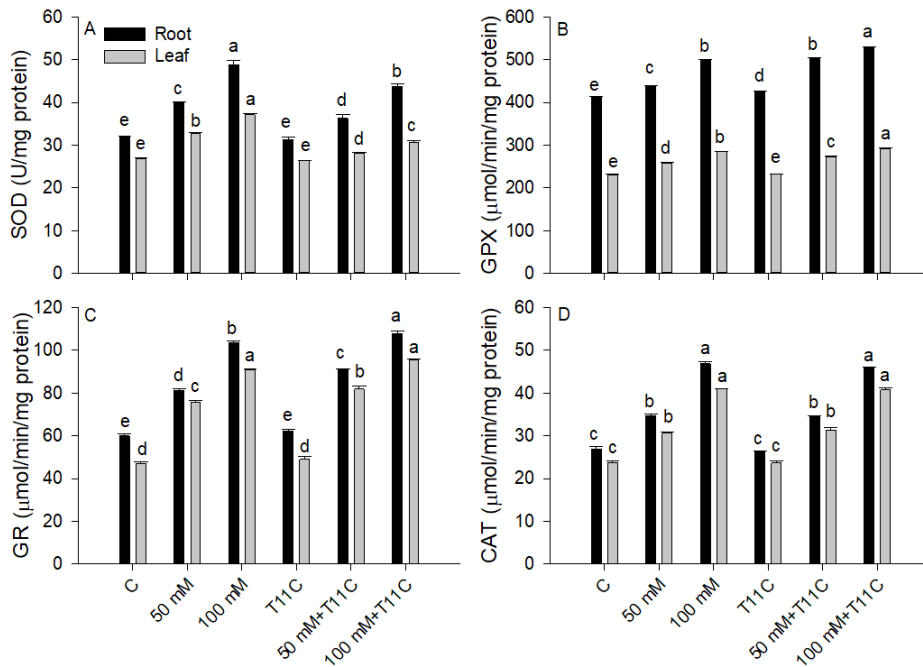 A
Root
Leaf
SOD (U/mg protein)
60
50
40
30
20
10
0
e
e
c
b
a
a
e
e
d
d
b
c
B
GPX (µmol/min/mg protein)
600
500
400
300
200
100
0
e
e
c
d
b
b
d
e
b
c
a
a
C
GR (µmol/min/mg protein)
120
100
80
60
40
20
0
e
d
d
c
b
a
e
d
c
b
a
a
C
50 mM
100 mM
T11C
50 mM+T11C
100 mM+T11C
D
CAT (µmol/min/mg protein)
60
50
40
30
20
10
0
c
c
b
b
a
a
c
c
b
b
a
a
C
50 mM
100 mM
T11C
50 mM+T11C
100 mM+T11C